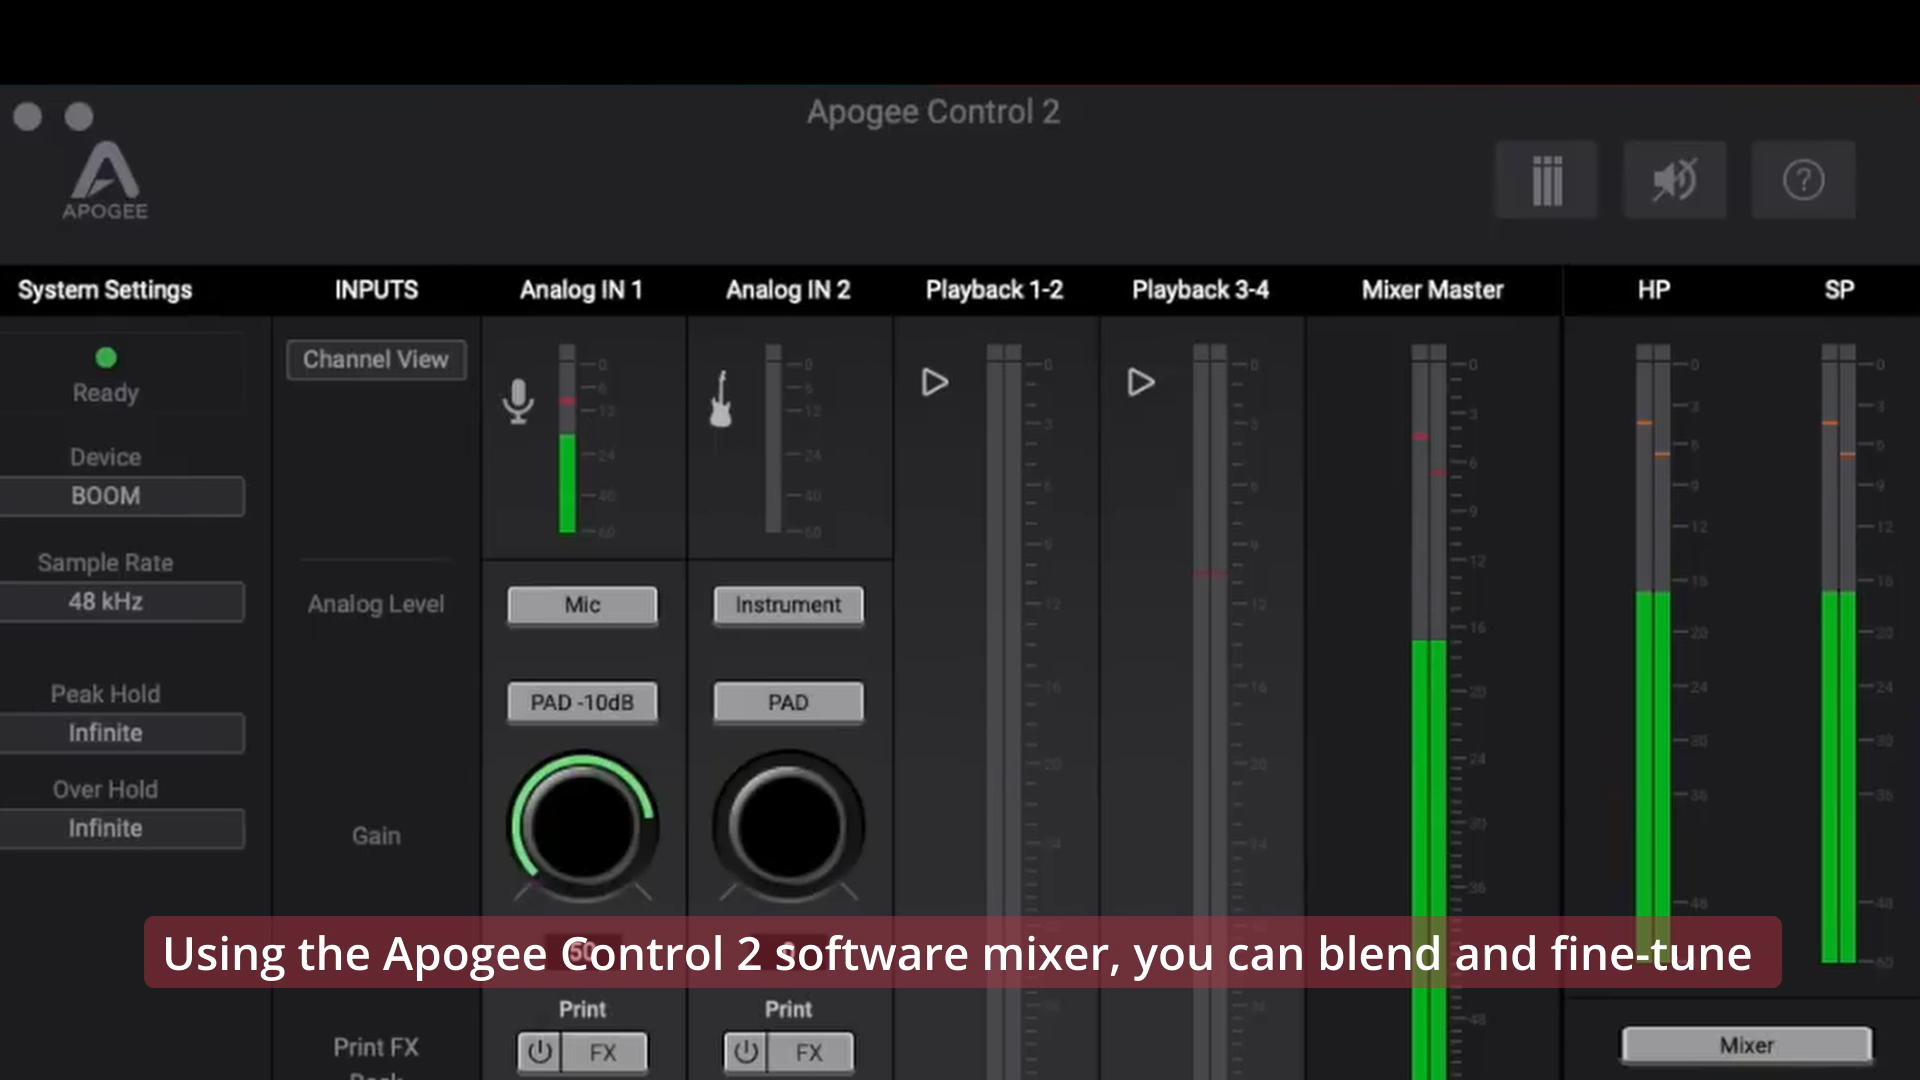 Apogee Control 2
APOGEE
System Settings
INPUTS
Analog IN 1
Analog IN 2
Playback 1-2
Playback 3-4
Mixer Master
HP
SP
Ready
Device
BOOM
Sample Rate
48 kHz
Peak Hold
Infinite
Over Hold
Infinite
Channel View
Analog Level
Gain
Print FX
Mic
PAD -10dB
Instrument
PAD
Using the Apogee Control 2 software mixer, you can blend and fine-tune
Print
FX
Print
FX
Mixer